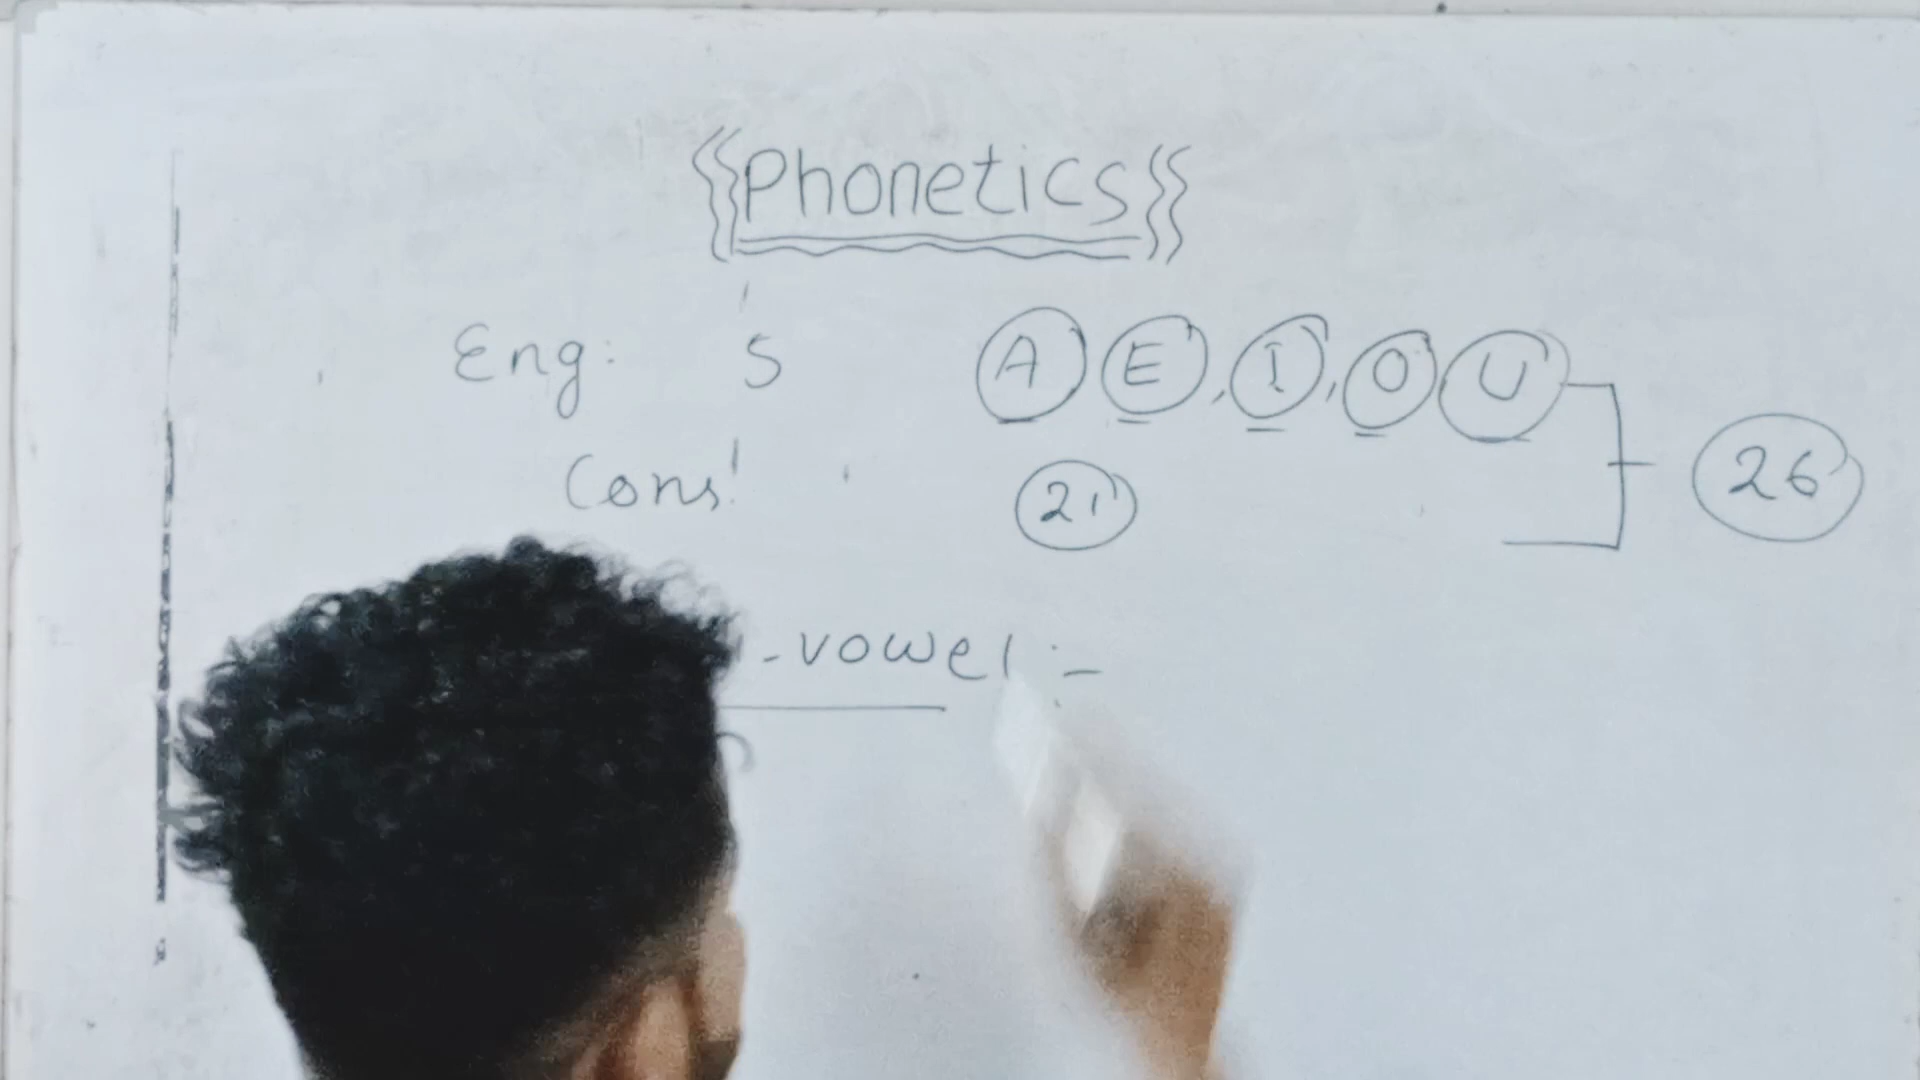 Phonetics
Eng: 5 A E, I, O U
Cons! 21
26
-vowel :-